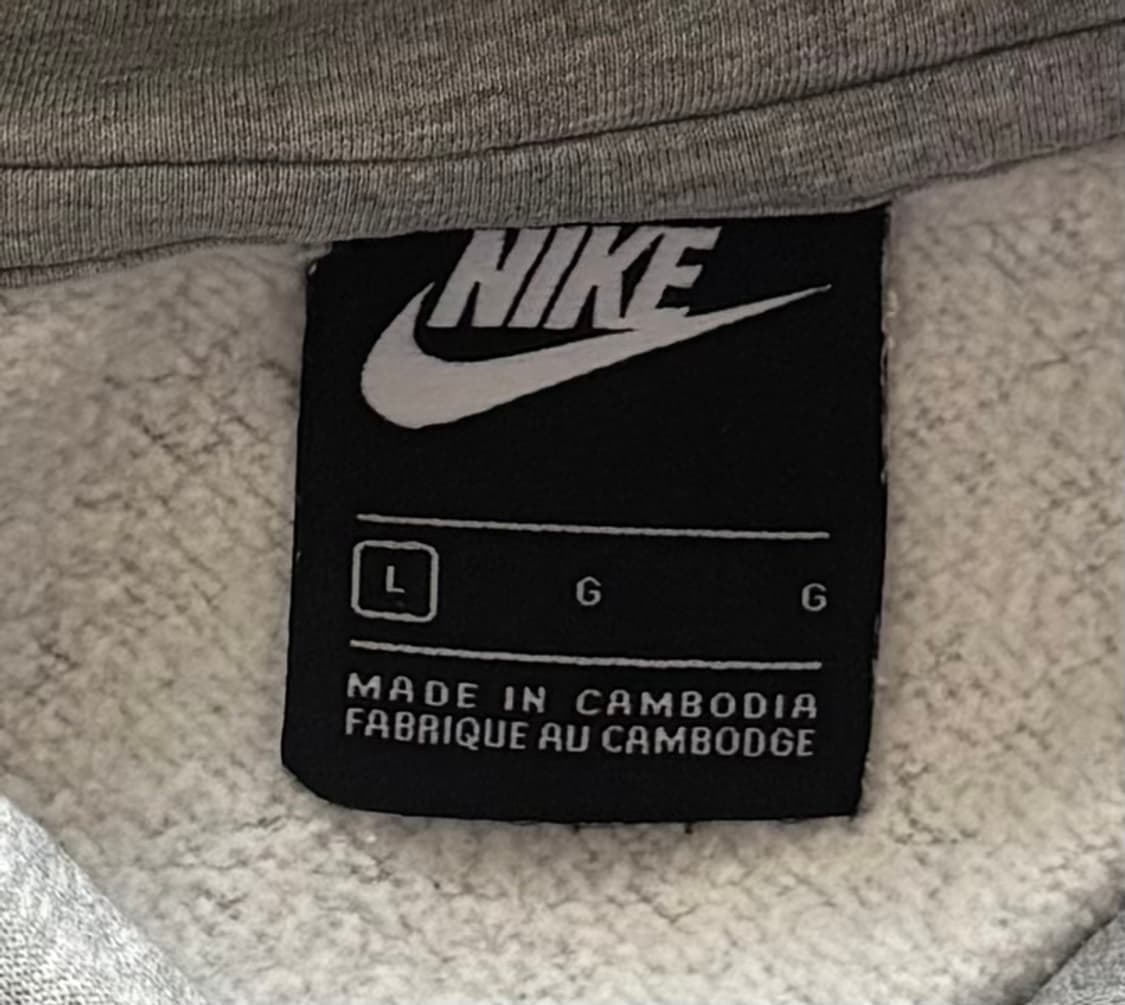 NIKE
L G G
MADE IN CAMBODIA
FABRIQUE AU CAMBODGE